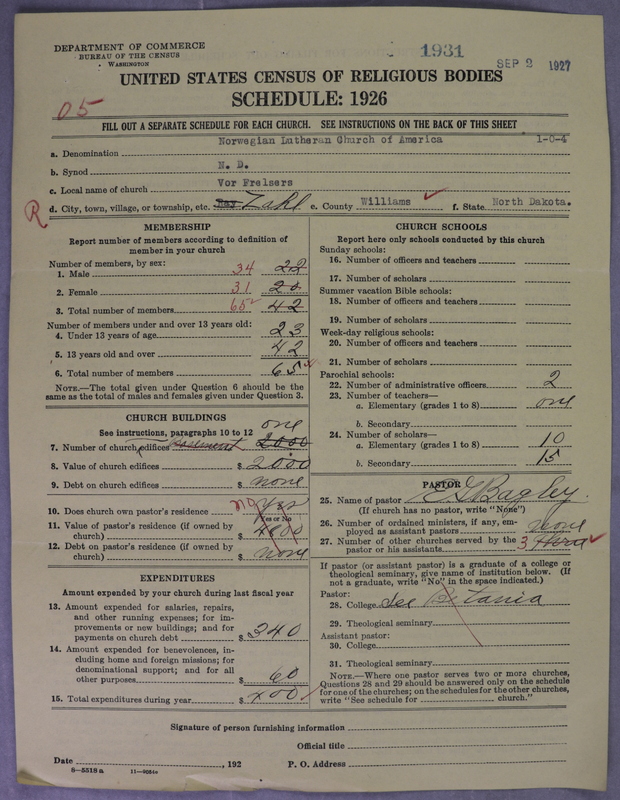 DEPARTMENT OF COMMERCE
BUREAU OF THE CENSUS
WASHINGTON
1931
SEP 2 1927
UNITED STATES CENSUS OF RELIGIOUS BODIES
SCHEDULE: 1926
05
FILL OUT A SEPARATE SCHEDULE FOR EACH CHURCH. SEE INSTRUCTIONS ON THE BACK OF THIS SHEET
a. Denomination Norwegian Lutheran Church of America 1-0-4
b. Synod N. D.
c. Local name of church Vor Frelsers
R
d. City, town, village, or township, etc. Zahl e. County Williams f. State North Dakota.
MEMBERSHIP
Report number of members according to definition of
member in your church
Number of members, by sex:
1. Male 34 22
2. Female 31 20
3. Total number of members 65 42
Number of members under and over 13 years old:
4. Under 13 years of age 23
5. 13 years old and over 42
6. Total number of members 65
NOTE.—The total given under Question 6 should be the
same as the total of males and females given under Question 3.
CHURCH BUILDINGS
See instructions, paragraphs 10 to 12
one
7. Number of church edifices basement 2000
8. Value of church edifices $ 2000
9. Debt on church edifices $ none
10. Does church own pastor's residence no Yes
Yes or No
11. Value of pastor's residence (if owned by
church) $ 4800
12. Debt on pastor's residence (if owned by
church) $ none
EXPENDITURES
Amount expended by your church during last fiscal year
13. Amount expended for salaries, repairs,
and other running expenses; for im-
provements or new buildings; and for
payments on church debt $ 340
14. Amount expended for benevolences, in-
cluding home and foreign missions; for
denominational support; and for all
other purposes $ 60
15. Total expenditures during year $ 400
CHURCH SCHOOLS
Report here only schools conducted by this church
Sunday schools:
16. Number of officers and teachers
17. Number of scholars
Summer vacation Bible schools:
18. Number of officers and teachers
19. Number of scholars
Week-day religious schools:
20. Number of officers and teachers
21. Number of scholars
Parochial schools:
22. Number of administrative officers 2
23. Number of teachers—
a. Elementary (grades 1 to 8) one
b. Secondary
24. Number of scholars—
a. Elementary (grades 1 to 8) 10
b. Secondary 15
PASTOR
25. Name of pastor E G Bagley.
(If church has no pastor, write "None")
26. Number of ordained ministers, if any, em-
ployed as assistant pastors none
27. Number of other churches served by the
pastor or his assistants 3
If pastor (or assistant pastor) is a graduate of a college or
theological seminary, give name of institution below. (If
not a graduate, write "No" in the space indicated.)
Pastor:
28. College See Betania
29. Theological seminary
Assistant pastor:
30. College
31. Theological seminary
NOTE.—Where one pastor serves two or more churches,
Questions 28 and 29 should be answered only on the schedule
for one of the churches; on the schedules for the other churches,
write "See schedule for church."
Signature of person furnishing information
Official title
Date , 192 P. O. Address
8—5518 a 11—9054